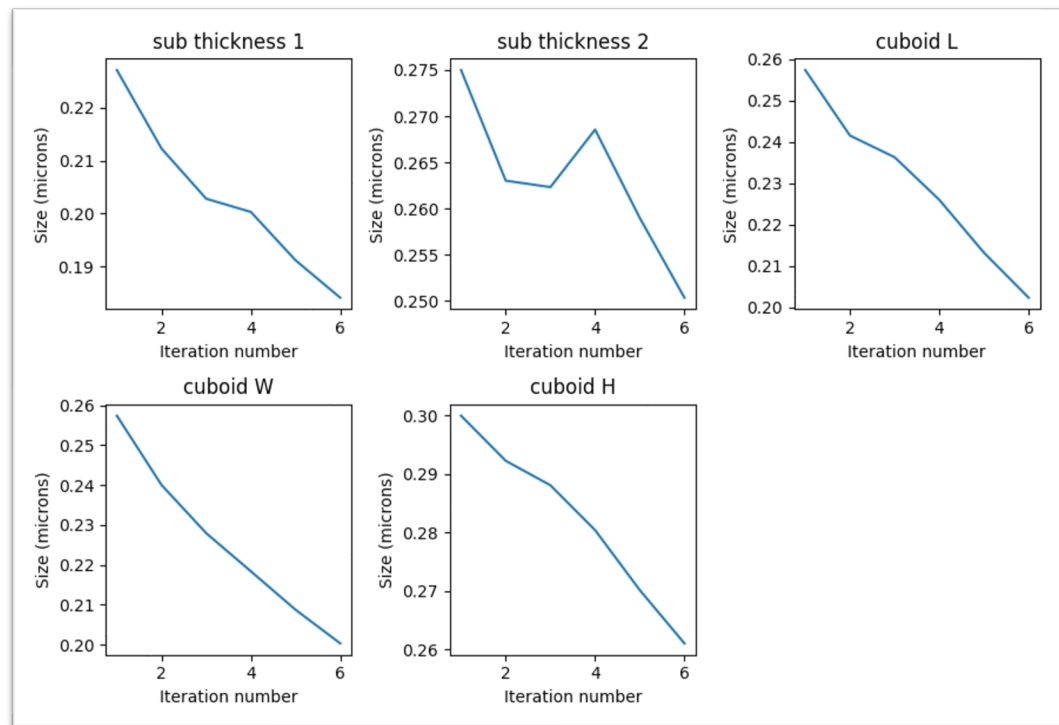 sub thickness 1
Size (microns)
0.22
0.21
0.20
0.19
2 4 6
Iteration number
sub thickness 2
Size (microns)
0.275
0.270
0.265
0.260
0.255
0.250
2 4 6
Iteration number
cuboid L
Size (microns)
0.26
0.25
0.24
0.23
0.22
0.21
0.20
2 4 6
Iteration number
cuboid W
Size (microns)
0.26
0.25
0.24
0.23
0.22
0.21
0.20
2 4 6
Iteration number
cuboid H
Size (microns)
0.30
0.29
0.28
0.27
0.26
2 4 6
Iteration number